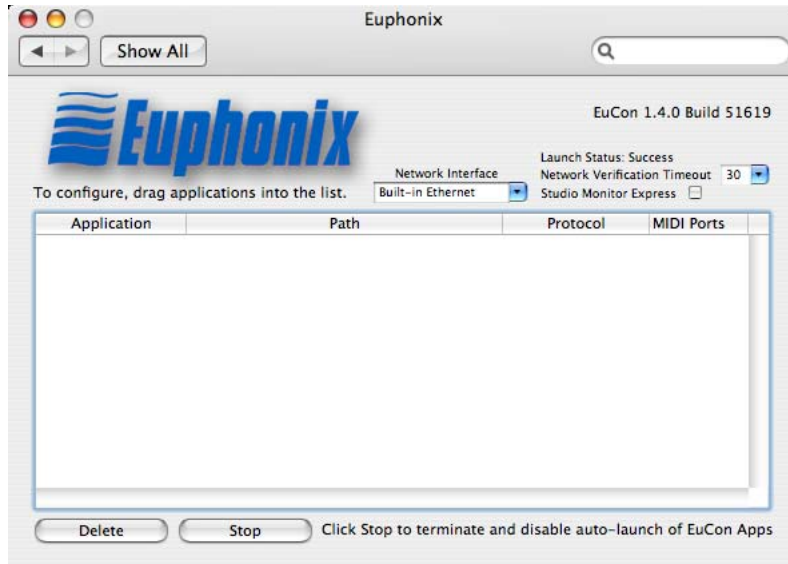 Euphonix
Show All
Euphonix
EuCon 1.4.0 Build 51619
Launch Status: Success
Network Interface
Network Verification Timeout 30
To configure, drag applications into the list.
Built-in Ethernet
Studio Monitor Express
Application Path Protocol MIDI Ports
Delete Stop Click Stop to terminate and disable auto-launch of EuCon Apps